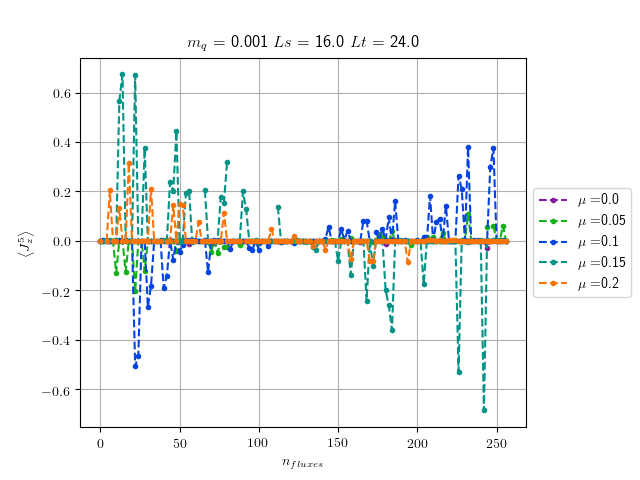 m_q = 0.001 Ls = 16.0 Lt = 24.0
0.6
0.4
0.2
0.0
−0.2
−0.4
−0.6
⟨J_z^5⟩
0 50 100 150 200 250
n_{fluxes}
μ =0.0
μ =0.05
μ =0.1
μ =0.15
μ =0.2